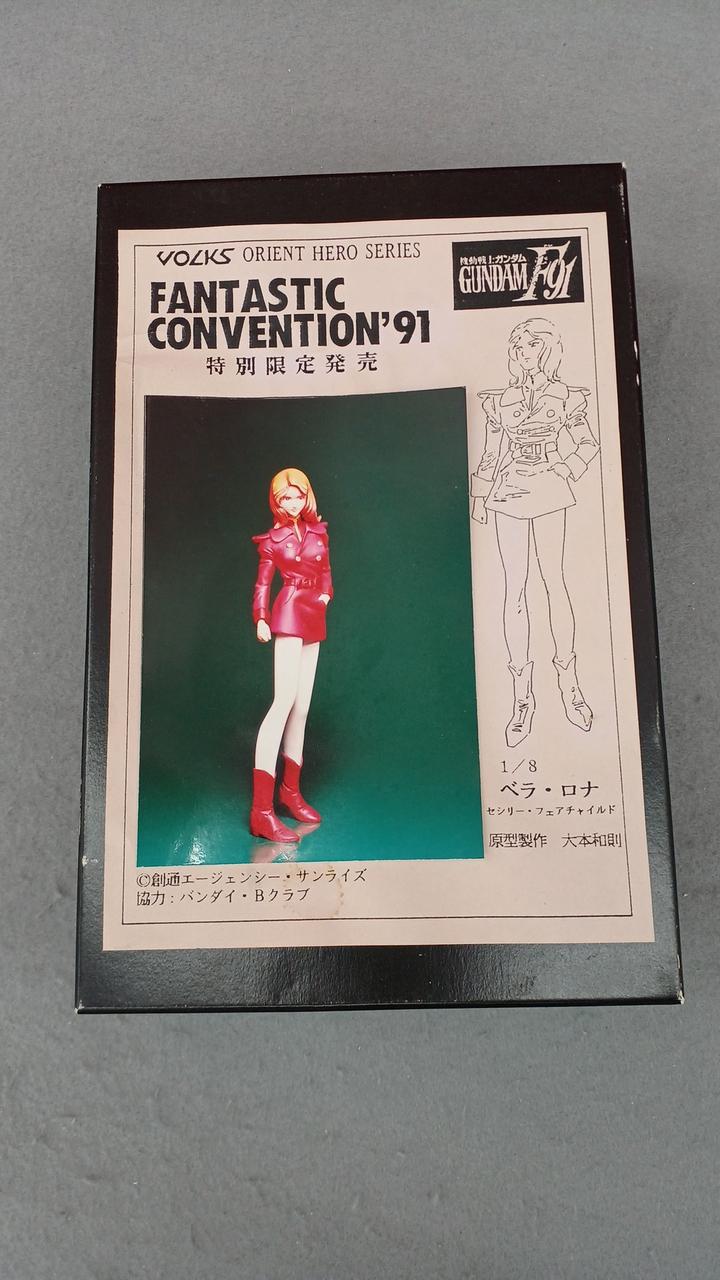 VOLKS ORIENT HERO SERIES
機動戦士ガンダム
GUNDAM F91
FANTASTIC
CONVENTION'91
特別限定発売
1/8
ベラ・ロナ
セシリー・フェアチャイルド
原型製作 大本和則
©創通エージェンシー・サンライズ
協力：バンダイ・Bクラブ